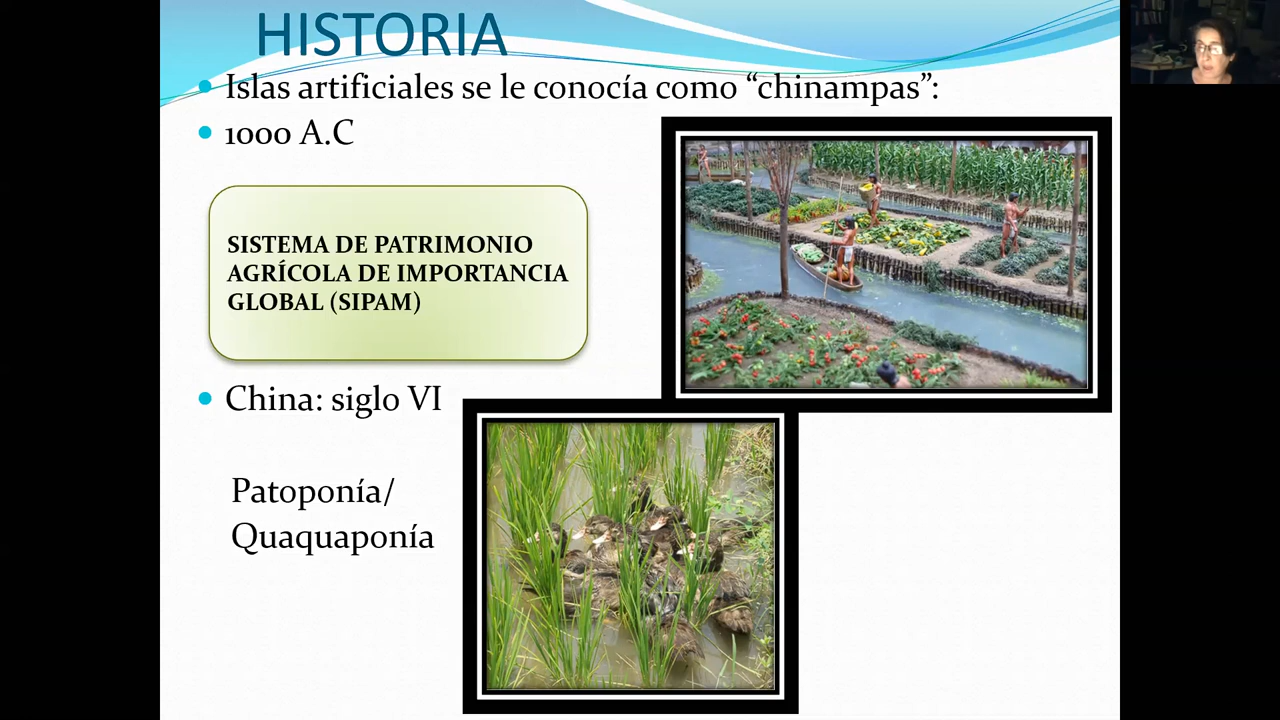 HISTORIA
Islas artificiales se le conocía como “chinampas”:
1000 A.C
SISTEMA DE PATRIMONIO
AGRÍCOLA DE IMPORTANCIA
GLOBAL (SIPAM)
China: siglo VI
Patoponía/
Quaquaponía